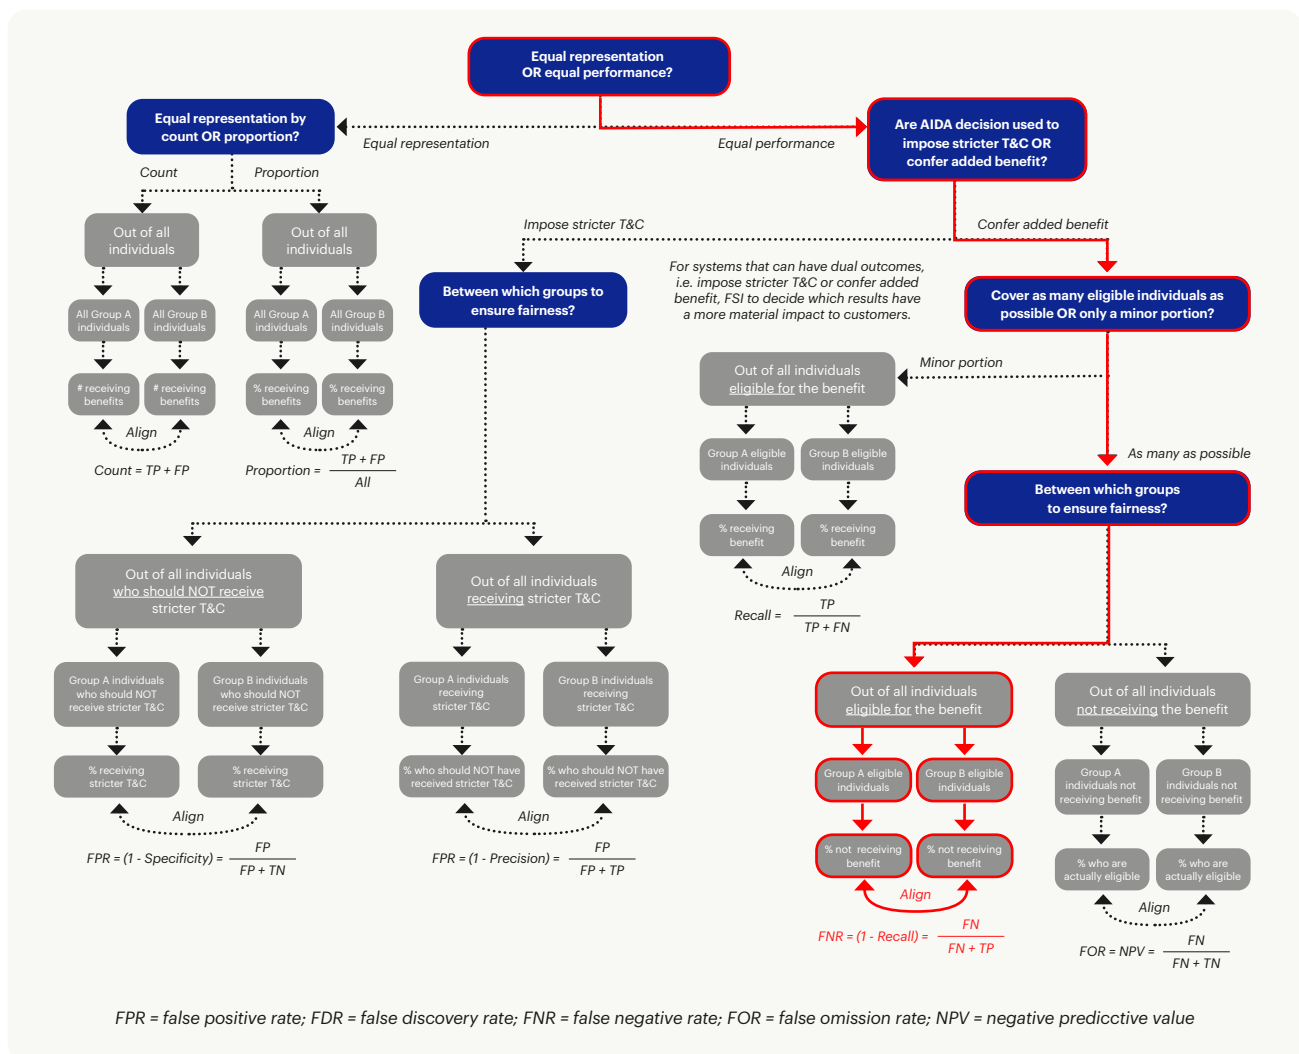 Equal representation
OR equal performance?
Equal representation by
count OR proportion?
Equal representation
Equal performance
Are AIDA decision used to
impose stricter T&C OR
confer added benefit?
Count
Proportion
Out of all
individuals
Out of all
individuals
All Group A
individuals
All Group B
individuals
All Group A
individuals
All Group B
individuals
# receiving
benefits
# receiving
benefits
% receiving
benefits
% receiving
benefits
Align
Align
Count = TP + FP
Proportion =
TP + FP
All
Impose stricter T&C
Confer added benefit
Between which groups to
ensure fairness?
For systems that can have dual outcomes,
i.e. impose stricter T&C or confer added
benefit, FSI to decide which results have
a more material impact to customers.
Cover as many eligible individuals as
possible OR only a minor portion?
Minor portion
Out of all individuals
eligible for the benefit
Group A eligible
individuals
Group B eligible
individuals
% receiving
benefit
% receiving
benefit
Align
Recall =
TP
TP + FN
As many as possible
Between which groups
to ensure fairness?
Out of all individuals
who should NOT receive
stricter T&C
Out of all individuals
receiving stricter T&C
Group A individuals
who should NOT
receive stricter T&C
Group B individuals
who should NOT
receive stricter T&C
Group A individuals
receiving
stricter T&C
Group B individuals
receiving
stricter T&C
% receiving
stricter T&C
% receiving
stricter T&C
% who should NOT have
received stricter T&C
% who should NOT have
received stricter T&C
Align
Align
FPR = (1 - Specificity) =
FP
FP + TN
FPR = (1 - Precision) =
FP
FP + TP
Out of all individuals
eligible for the benefit
Out of all individuals
not receiving the benefit
Group A eligible
individuals
Group B eligible
individuals
Group A
individuals not
receiving benefit
Group B
individuals not
receiving benefit
% not receiving
benefit
% not receiving
benefit
% who are
actually eligible
% who are
actually eligible
Align
Align
FNR = (1 - Recall) =
FN
FN + TP
FOR = NPV =
FN
FN + TN
FPR = false positive rate; FDR = false discovery rate; FNR = false negative rate; FOR = false omission rate; NPV = negative predicctive value